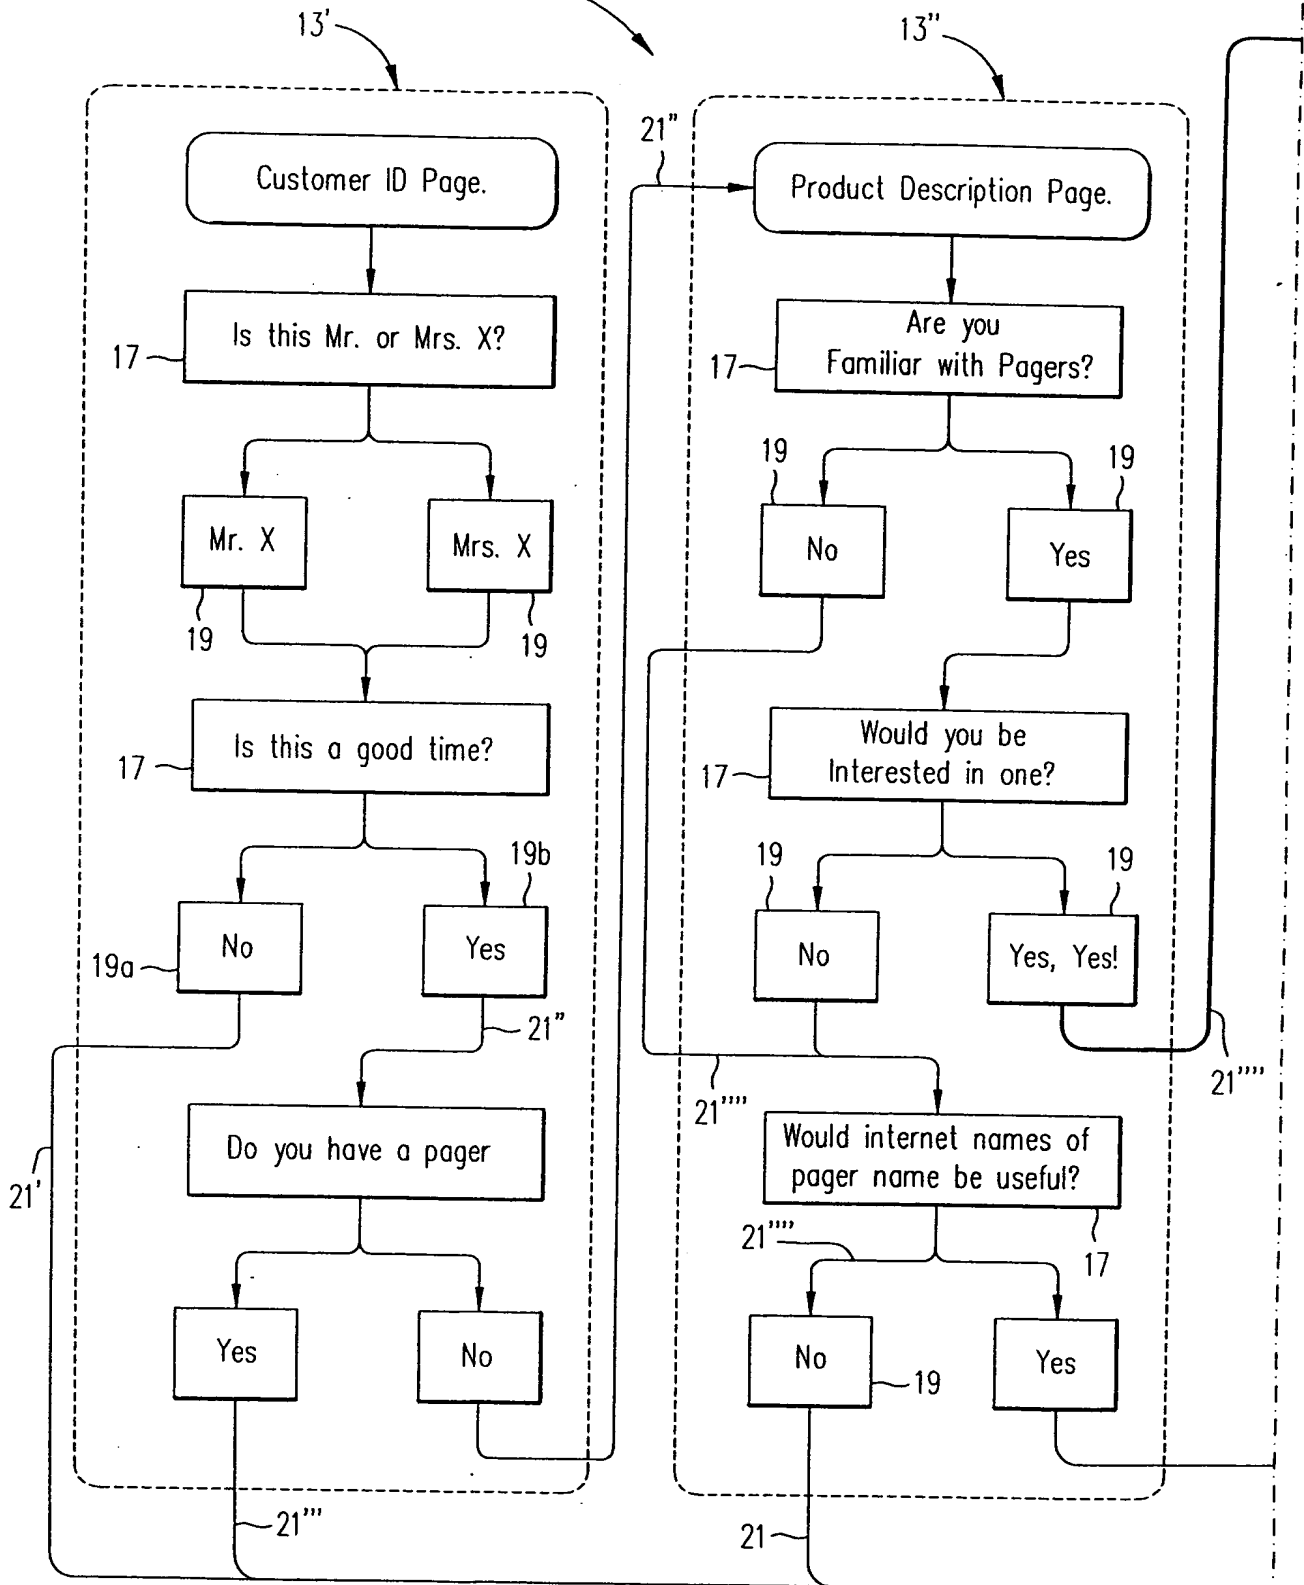 13'
Customer ID Page.
Is this Mr. or Mrs. X?
17
Mr. X
Mrs. X
19
19
Is this a good time?
17
19b
No
Yes
19a
21"
Do you have a pager
21'
Yes
No
21'''
13"
21"
Product Description Page.
Are you
Familiar with Pagers?
17
19
19
No
Yes
Would you be
Interested in one?
17
19
19
No
Yes, Yes!
21''''
21''''
Would internet names of
pager name be useful?
21''''
17
No
Yes
19
21